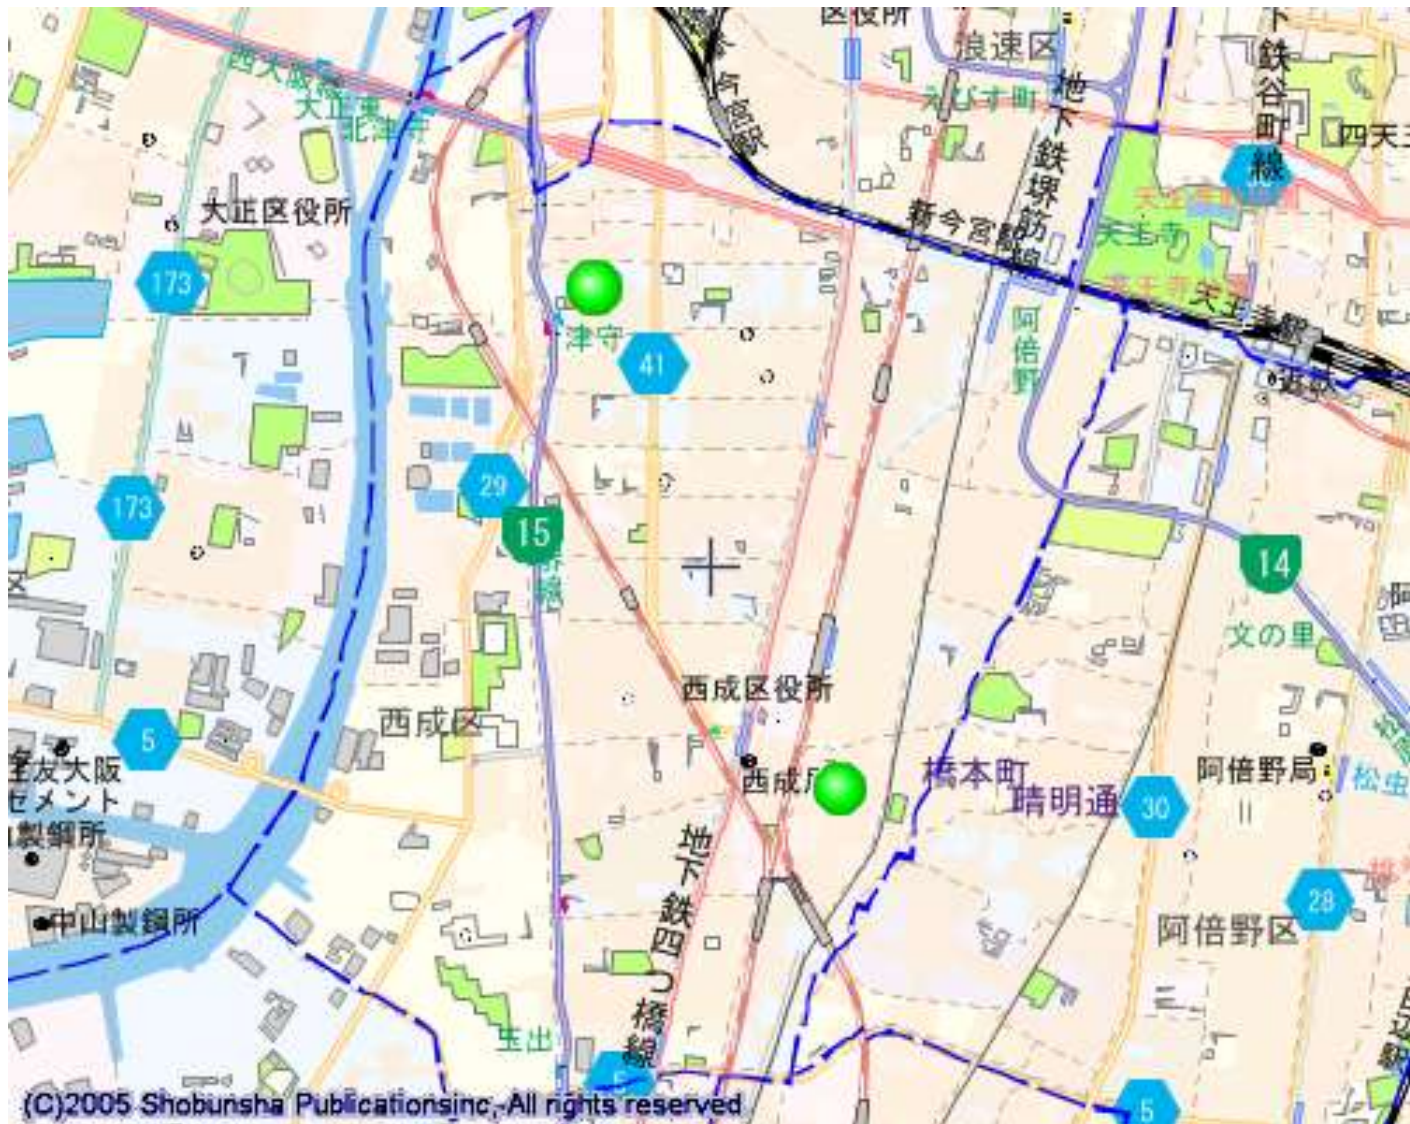 区役所
浪速区
地下鉄堺筋線
下鉄谷町線
西大阪線
大正東
北津守
えびす町
四天王
大正区役所
今宮駅
新今宮駅
天王寺
天王寺駅
173
津守
41
阿倍野
173
29
15
14
文の里
西成区役所
西成区
5
住友大阪
セメント
製鋼所
西成局
橋本町
晴明通
30
阿倍野局
松虫
28
中山製鋼所
阿倍野区
四
橋線
玉出
5
5
(C)2005 Shobunsha Publicationsinc,-All rights reserved